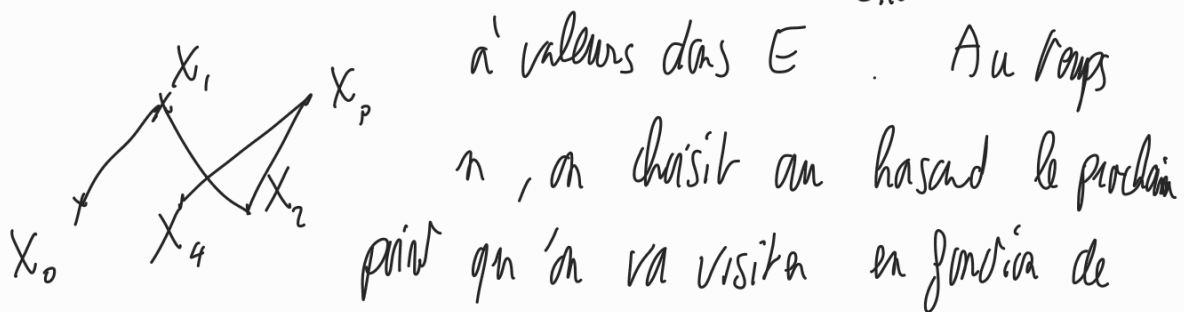 à valeurs dans E . Au temps
X₁ X_p
n, on choisit au hasard le prochain
X₀ X₄ X₂
point qu'on va visiter en fonction de